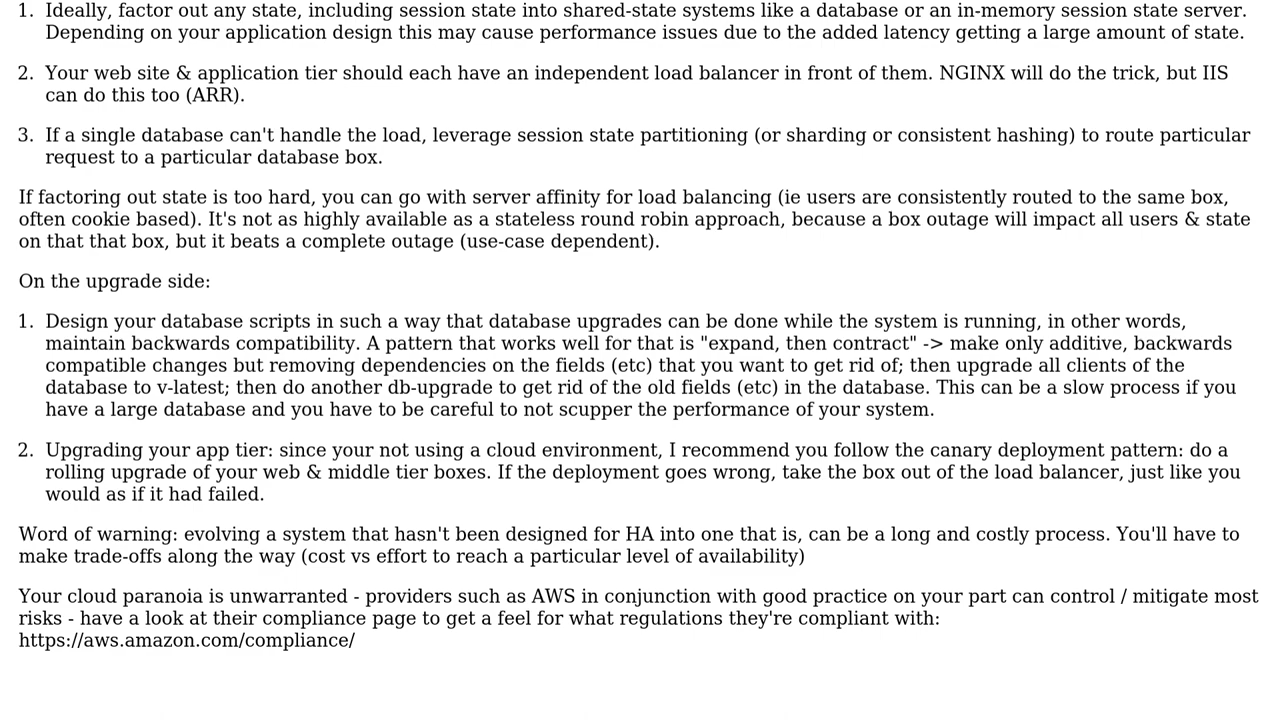 1. Ideally, factor out any state, including session state into shared-state systems like a database or an in-memory session state server.
Depending on your application design this may cause performance issues due to the added latency getting a large amount of state.
2. Your web site & application tier should each have an independent load balancer in front of them. NGINX will do the trick, but IIS
can do this too (ARR).
3. If a single database can't handle the load, leverage session state partitioning (or sharding or consistent hashing) to route particular
request to a particular database box.
If factoring out state is too hard, you can go with server affinity for load balancing (ie users are consistently routed to the same box,
often cookie based). It's not as highly available as a stateless round robin approach, because a box outage will impact all users & state
on that that box, but it beats a complete outage (use-case dependent).
On the upgrade side:
1. Design your database scripts in such a way that database upgrades can be done while the system is running, in other words,
maintain backwards compatibility. A pattern that works well for that is "expand, then contract" -> make only additive, backwards
compatible changes but removing dependencies on the fields (etc) that you want to get rid of; then upgrade all clients of the
database to v-latest; then do another db-upgrade to get rid of the old fields (etc) in the database. This can be a slow process if you
have a large database and you have to be careful to not scupper the performance of your system.
2. Upgrading your app tier: since your not using a cloud environment, I recommend you follow the canary deployment pattern: do a
rolling upgrade of your web & middle tier boxes. If the deployment goes wrong, take the box out of the load balancer, just like you
would as if it had failed.
Word of warning: evolving a system that hasn't been designed for HA into one that is, can be a long and costly process. You'll have to
make trade-offs along the way (cost vs effort to reach a particular level of availability)
Your cloud paranoia is unwarranted - providers such as AWS in conjunction with good practice on your part can control / mitigate most
risks - have a look at their compliance page to get a feel for what regulations they're compliant with:
https://aws.amazon.com/compliance/